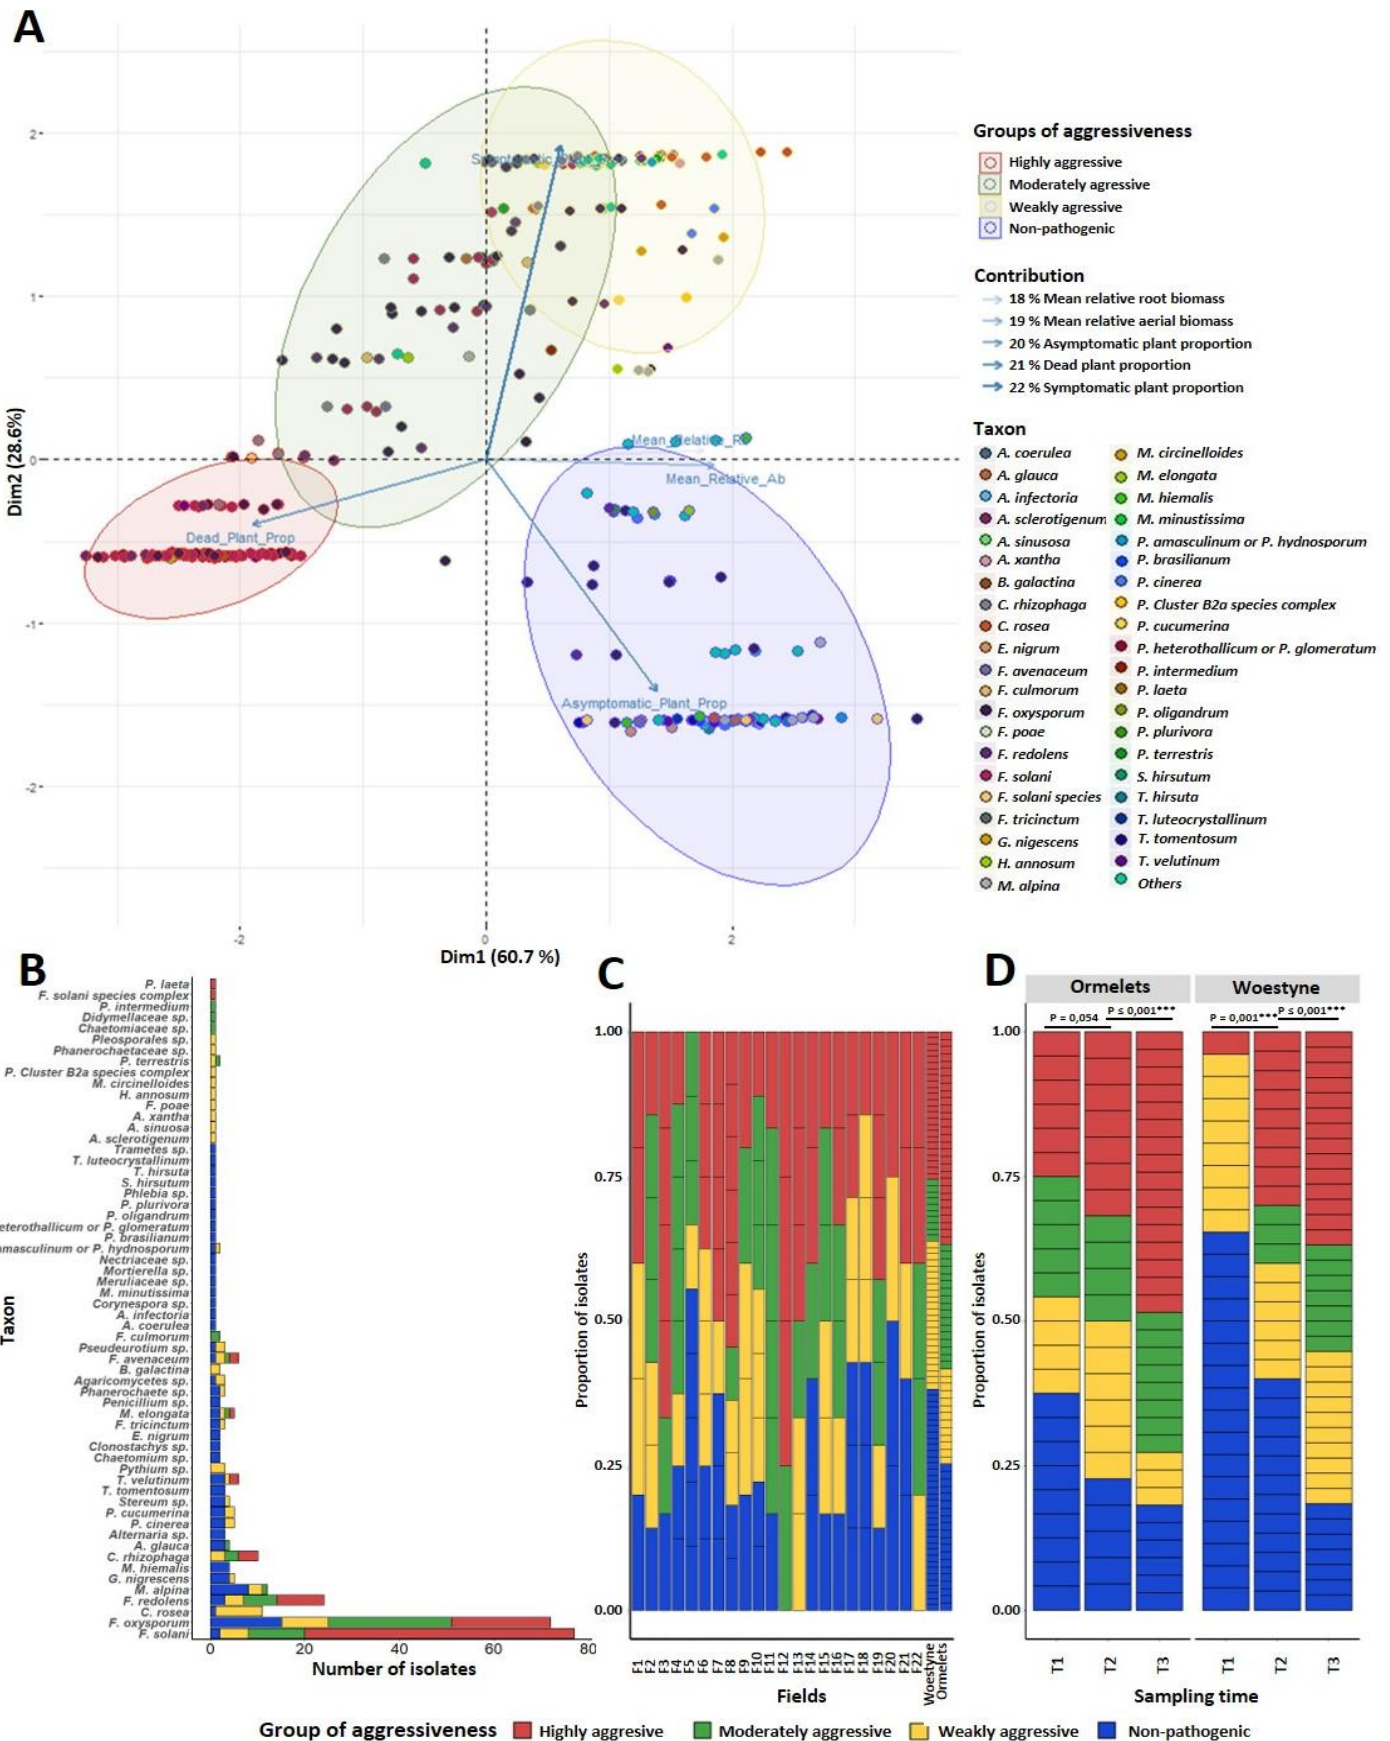 A
2
1
0
-1
-2
-2
0
2
Dim2 (28.6%)
Dim1 (60.7 %)
Mean_Relative_R
Mean_Relative_Ab
Dead_Plant_Prop
Asymptomatic_Plant_Prop
Groups of aggressiveness
Highly aggressive
Moderately agressive
Weakly agressive
Non-pathogenic
Contribution
18 % Mean relative root biomass
19 % Mean relative aerial biomass
20 % Asymptomatic plant proportion
21 % Dead plant proportion
22 % Symptomatic plant proportion
Taxon
A. coerulea
A. glauca
A. infectoria
A. sclerotigenum
A. sinusosa
A. xantha
B. galactina
C. rhizophaga
C. rosea
E. nigrum
F. avenaceum
F. culmorum
F. oxysporum
F. poae
F. redolens
F. solani
F. solani species
F. tricinctum
G. nigescens
H. annosum
M. alpina
M. circinelloides
M. elongata
M. hiemalis
M. minustissima
P. amasculinum or P. hydnosporum
P. brasilianum
P. cinerea
P. Cluster B2a species complex
P. cucumerina
P. heterothallicum or P. glomeratum
P. intermedium
P. laeta
P. oligandrum
P. plurivora
P. terrestris
S. hirsutum
T. hirsuta
T. luteocrystallinum
T. tomentosum
T. velutinum
Others
B
Taxon
P. laeta
F. solani species complex
P. intermedium
Didymellaceae sp.
Chaetomiaceae sp.
Pleosporales sp.
Phanerochaetaceae sp.
P. terrestris
P. Cluster B2a species complex
M. circinelloides
H. annosum
F. poae
A. xantha
A. sinuosa
A. sclerotigenum
Trametes sp.
T. luteocrystallinum
T. hirsuta
S. hirsutum
Phlebia sp.
P. plurivora
P. oligandrum
eterothallicum or P. glomeratum
P. brasilianum
amasculinum or P. hydnosporum
Nectriaceae sp.
Mortierella sp.
Meruliaceae sp.
M. minutissima
Corynespora sp.
A. infectoria
A. coerulea
F. culmorum
Pseudeurotium sp.
F. avenaceum
B. galactina
Agaricomycetes sp.
Phanerochaete sp.
Penicillium sp.
M. elongata
F. tricinctum
E. nigrum
Clonostachys sp.
Chaetomium sp.
Pythium sp.
T. velutinum
T. tomentosum
Stereum sp.
P. cucumerina
P. cinerea
Alternaria sp.
A. glauca
C. rhizophaga
M. hiemalis
G. nigrescens
M. alpina
F. redolens
C. rosea
F. oxysporum
F. solani
0 20 40 60 80
Number of isolates
C
Proportion of isolates
1.00
0.75
0.50
0.25
0.00
F1 F2 F3 F4 F5 F6 F7 F8 F9 F10 F11 F12 F13 F14 F15 F16 F17 F18 F19 F20 F21 F22 Woestyne Ormelets
Fields
D
Ormelets Woestyne
P = 0,054 P ≤ 0,001*** P = 0,001*** P ≤ 0,001***
Proportion of isolates
1.00
0.75
0.50
0.25
0.00
T1 T2 T3 T1 T2 T3
Sampling time
Group of aggressiveness Highly aggresive Moderately aggressive Weakly aggressive Non-pathogenic